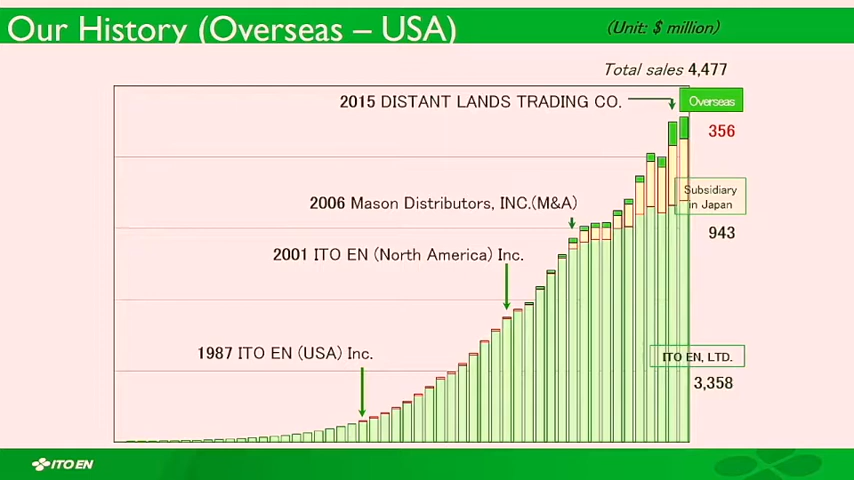 Our History (Overseas – USA)
(Unit: $ million)
Total sales 4,477
2015 DISTANT LANDS TRADING CO.
Overseas
356
2006 Mason Distributors, INC.(M&A)
Subsidiary
in Japan
943
2001 ITO EN (North America) Inc.
1987 ITO EN (USA) Inc.
ITO EN, LTD.
3,358
ITO EN